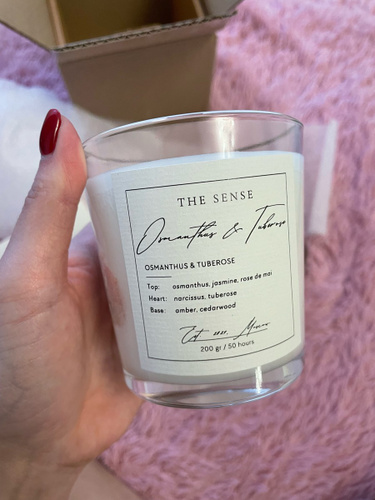 THE SENSE
Osmanthus & Tuberose
OSMANTHUS & TUBEROSE
Top: osmanthus, jasmine, rose de mai
Heart: narcissus, tuberose
Base: amber, cedarwood
200 gr / 50 hours